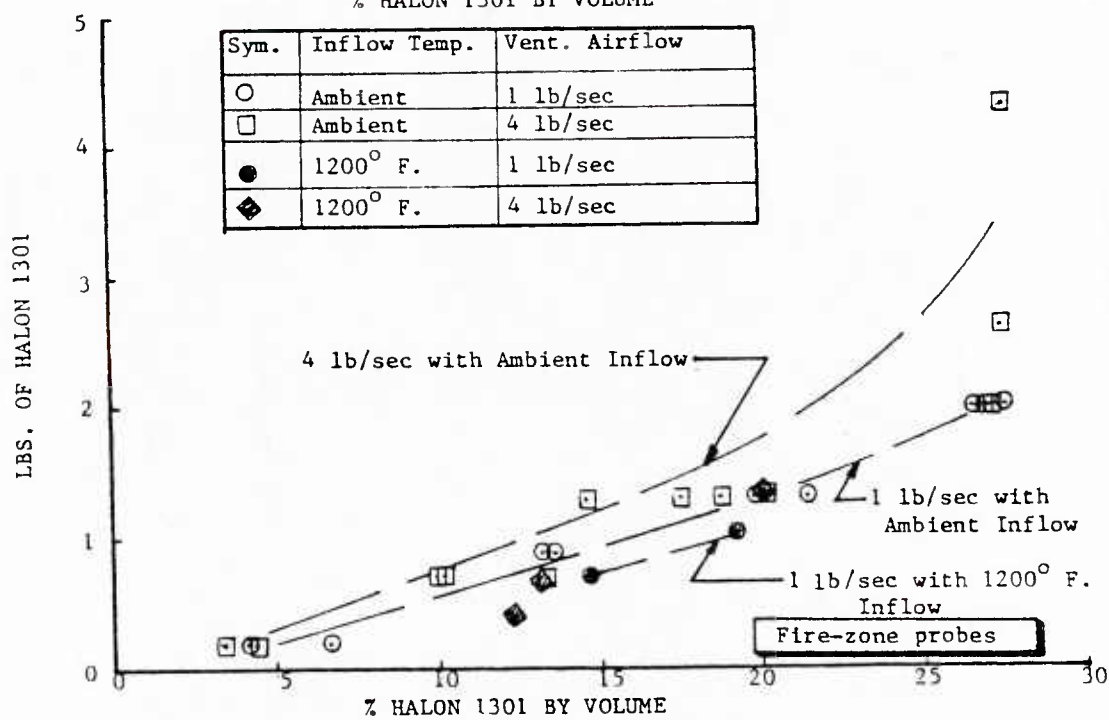 % HALON 1301 BY VOLUME
5
4
3
2
1
0
LBS. OF HALON 1301
Sym. Inflow Temp. Vent. Airflow
Ambient 1 lb/sec
Ambient 4 lb/sec
1200° F. 1 lb/sec
1200° F. 4 lb/sec
4 lb/sec with Ambient Inflow
1 lb/sec with
Ambient Inflow
1 lb/sec with 1200° F.
Inflow
Fire-zone probes
0 5 10 15 20 25 30
% HALON 1301 BY VOLUME